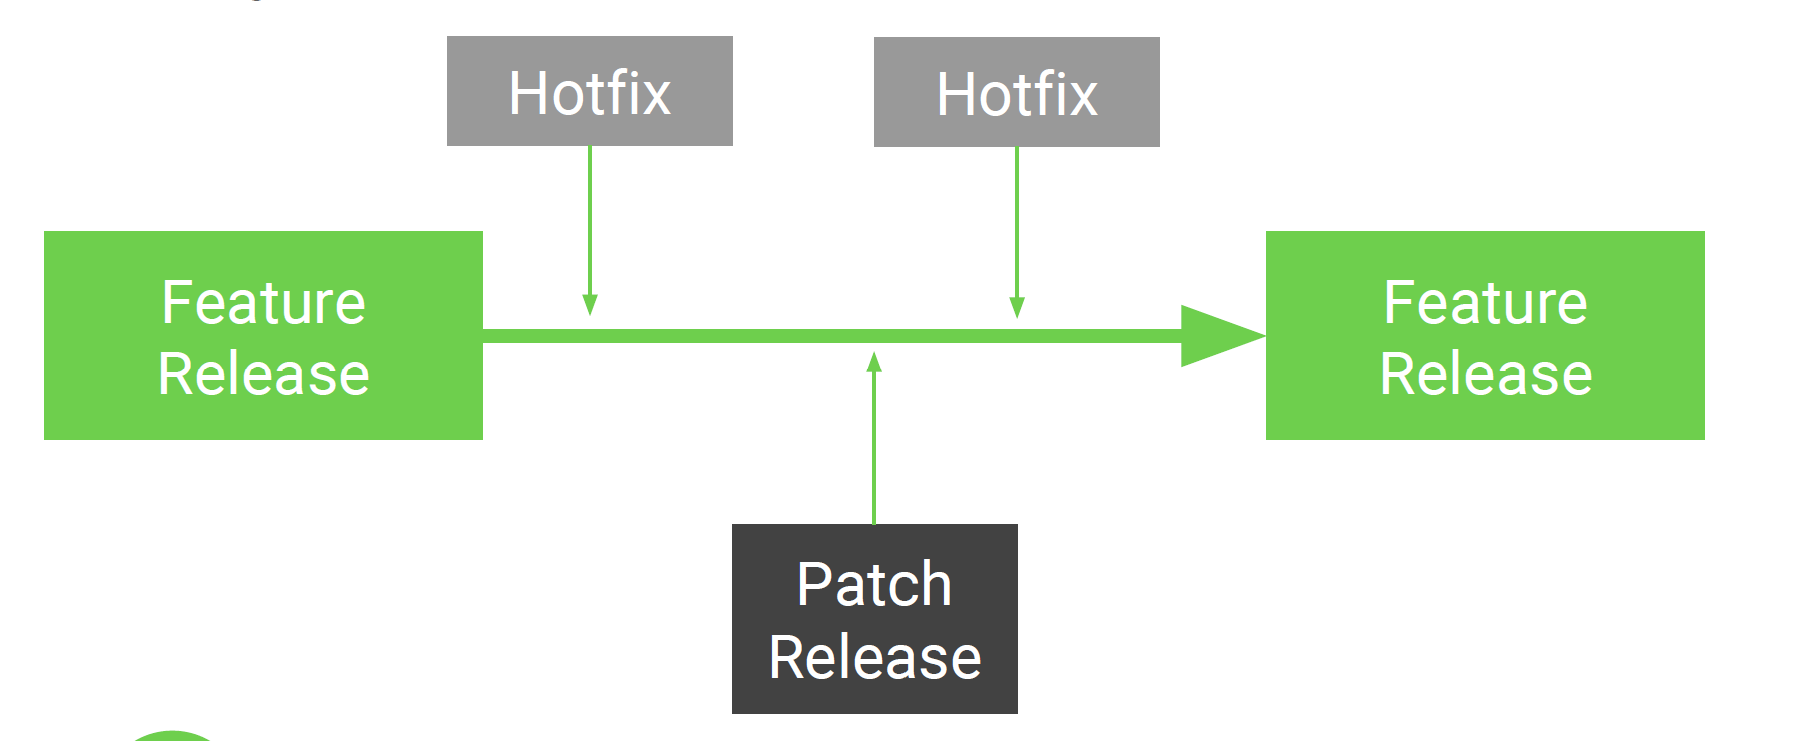 Hotfix
Hotfix
Feature
Release
Feature
Release
Patch
Release